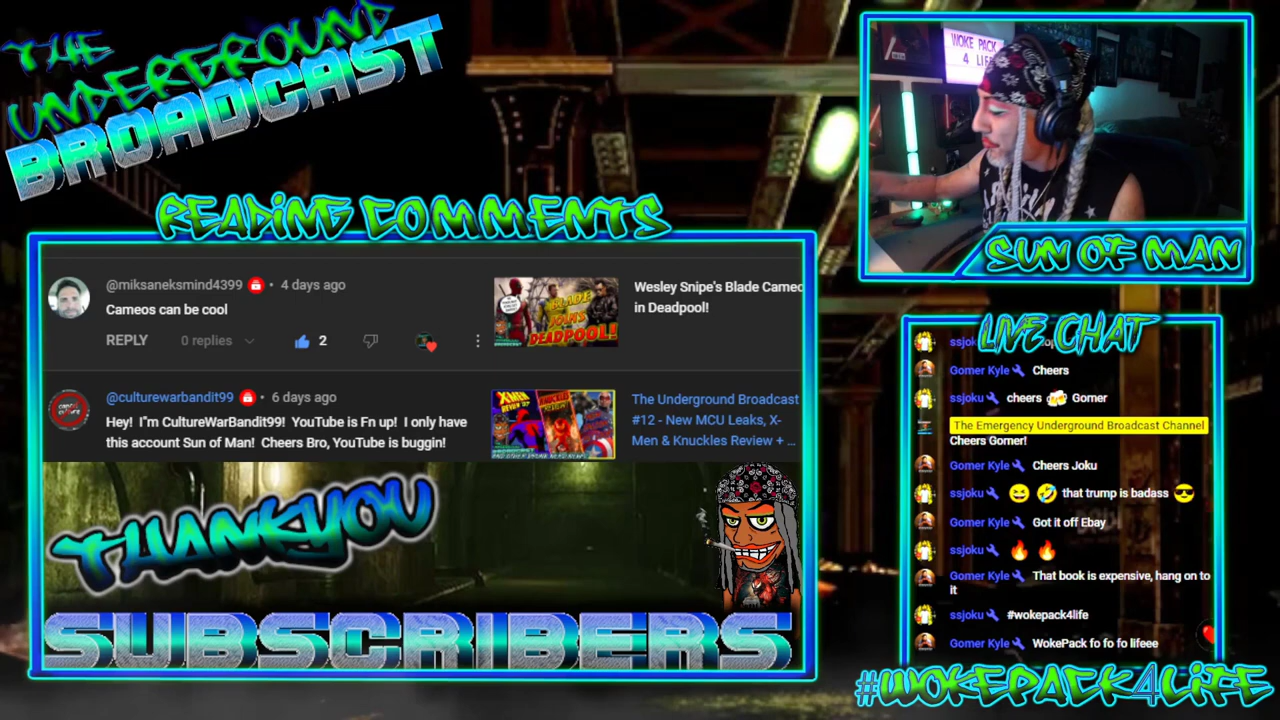 THE
UNDERGROUND
BROADCAST
READING COMMENTS
@miksaneksmind4399 • 4 days ago
Cameos can be cool
REPLY 0 replies 2
Wesley Snipe's Blade Cameo
in Deadpool!
BLADE
JOINS
DEADPOOL!
@culturewarbandit99 • 6 days ago
Hey! I"m CultureWarBandit99! YouTube is Fn up! I only have
this account Sun of Man! Cheers Bro, YouTube is buggin!
The Underground Broadcast
#12 - New MCU Leaks, X-
Men & Knuckles Review + ...
THANKYOU
SUBSCRIBERS
WOKE PACK
4 LIFE
SUN OF MAN
LIVE CHAT
Gomer Kyle Cheers
ssjoku cheers 🍻 Gomer
The Emergency Underground Broadcast Channel
Cheers Gomer!
Gomer Kyle Cheers Joku
ssjoku 😆 🤣 that trump is badass 😎
Gomer Kyle Got it off Ebay
ssjoku 🔥 🔥
Gomer Kyle That book is expensive, hang on to
it
ssjoku #wokepack4life
Gomer Kyle WokePack fo fo fo lifeee
#WOKEPACK4LIFE